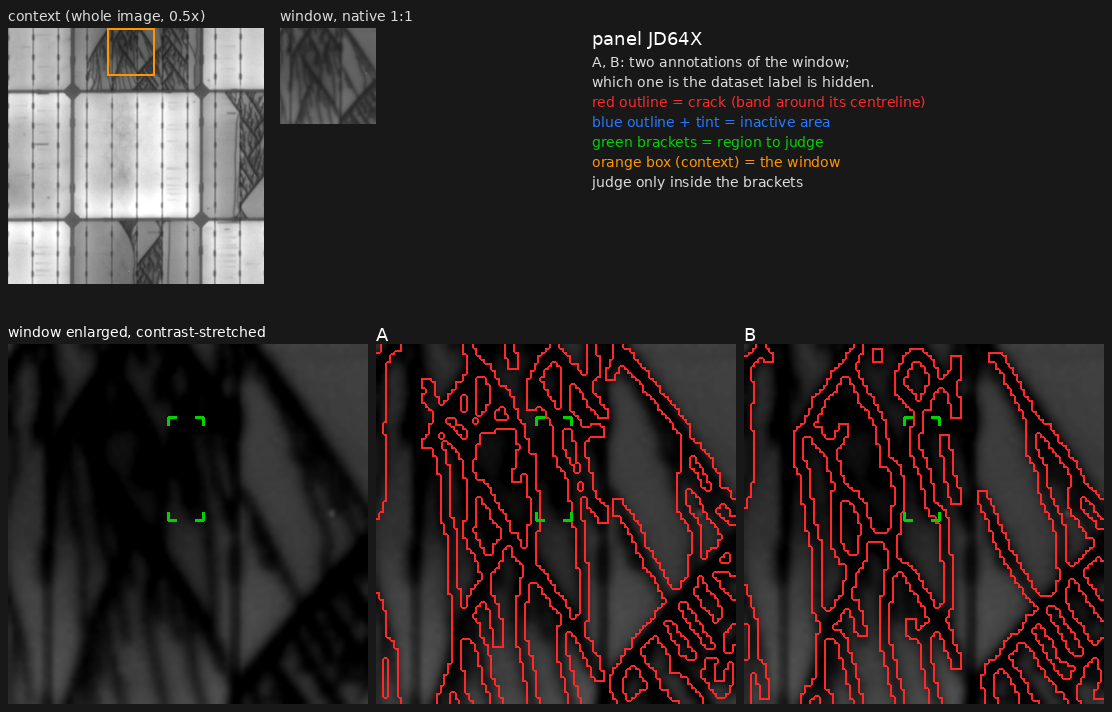 context (whole image, 0.5x)
window, native 1:1
panel JD64X
A, B: two annotations of the window;
which one is the dataset label is hidden.
red outline = crack (band around its centreline)
blue outline + tint = inactive area
green brackets = region to judge
orange box (context) = the window
judge only inside the brackets
window enlarged, contrast-stretched
A
B